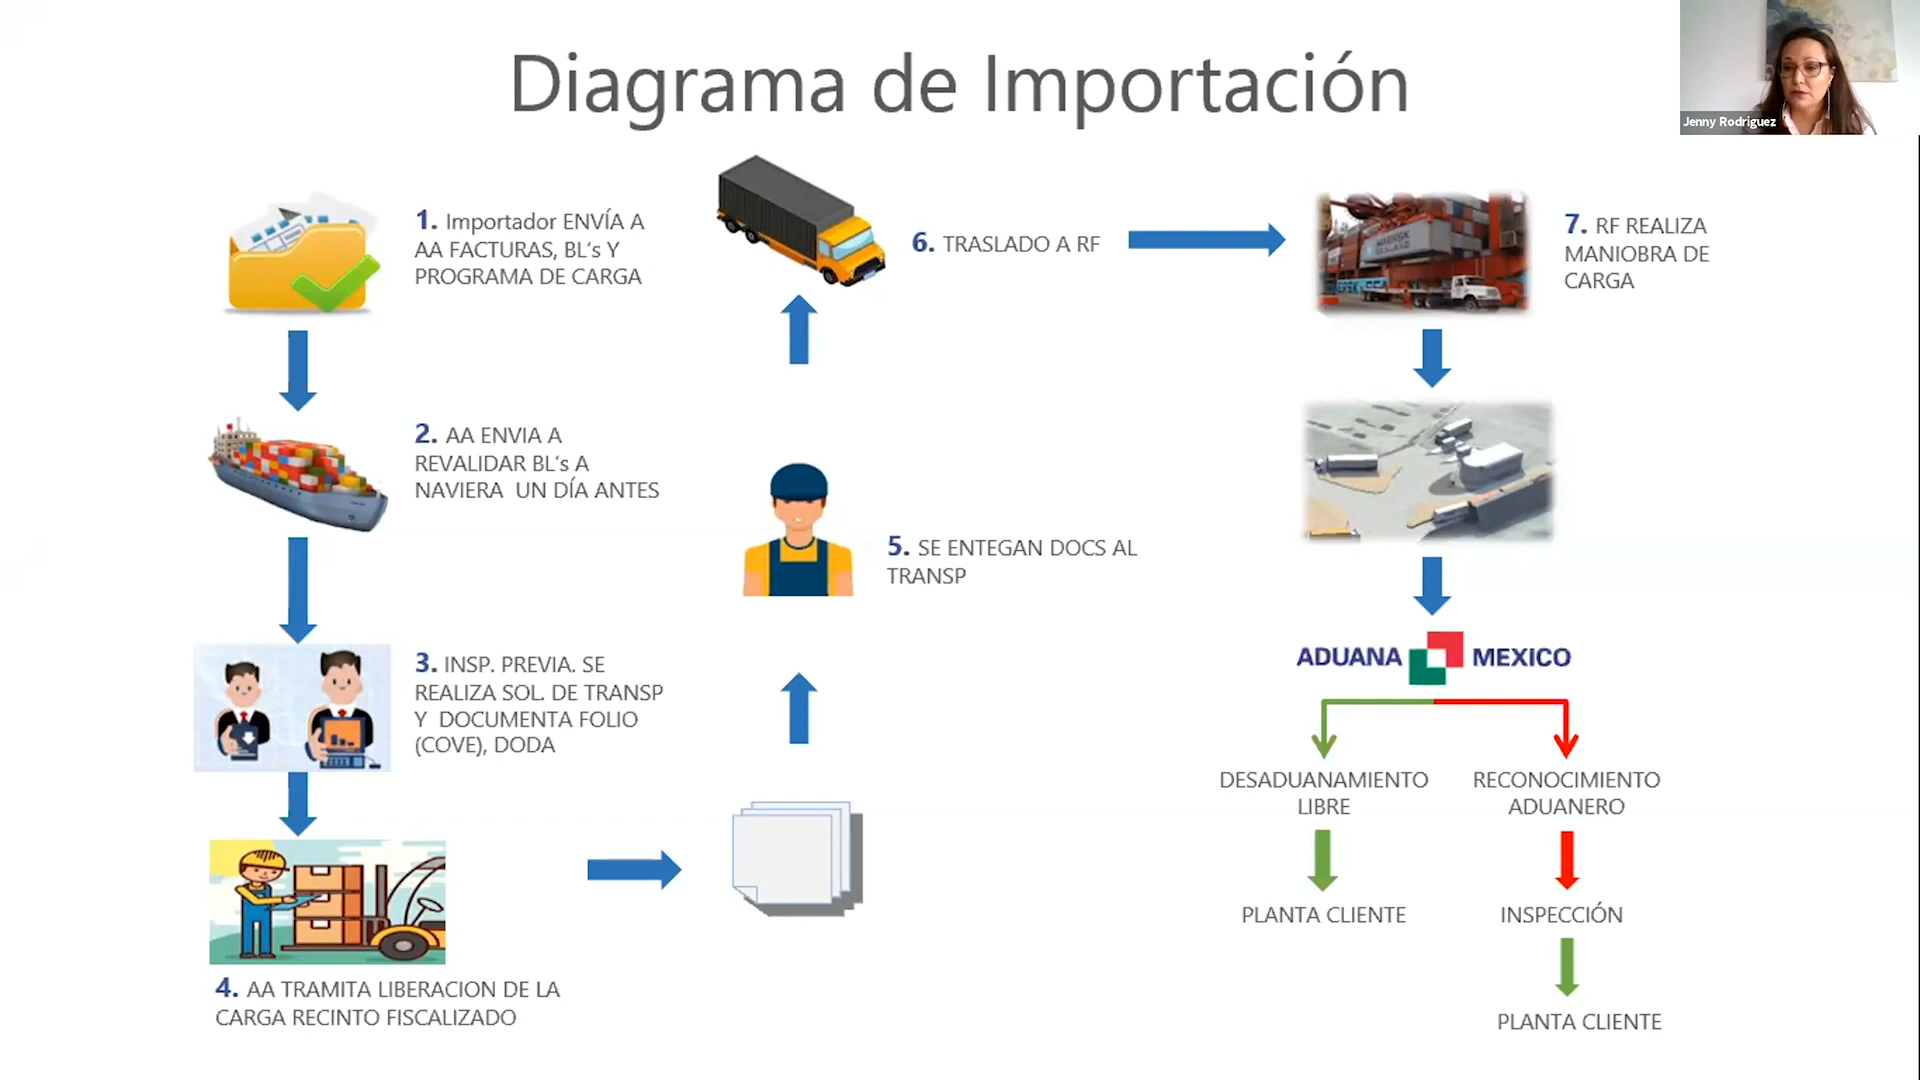 Diagrama de Importación
Jenny Rodriguez
1. Importador ENVÍA A
AA FACTURAS, BL's Y
PROGRAMA DE CARGA
2. AA ENVIA A
REVALIDAR BL's A
NAVIERA UN DÍA ANTES
3. INSP. PREVIA. SE
REALIZA SOL. DE TRANSP
Y DOCUMENTA FOLIO
(COVE), DODA
4. AA TRAMITA LIBERACION DE LA
CARGA RECINTO FISCALIZADO
5. SE ENTEGAN DOCS AL
TRANSP
6. TRASLADO A RF
7. RF REALIZA
MANIOBRA DE
CARGA
MAERSK
SEALAND
ADUANA MEXICO
DESADUANAMIENTO
LIBRE
PLANTA CLIENTE
RECONOCIMIENTO
ADUANERO
INSPECCIÓN
PLANTA CLIENTE